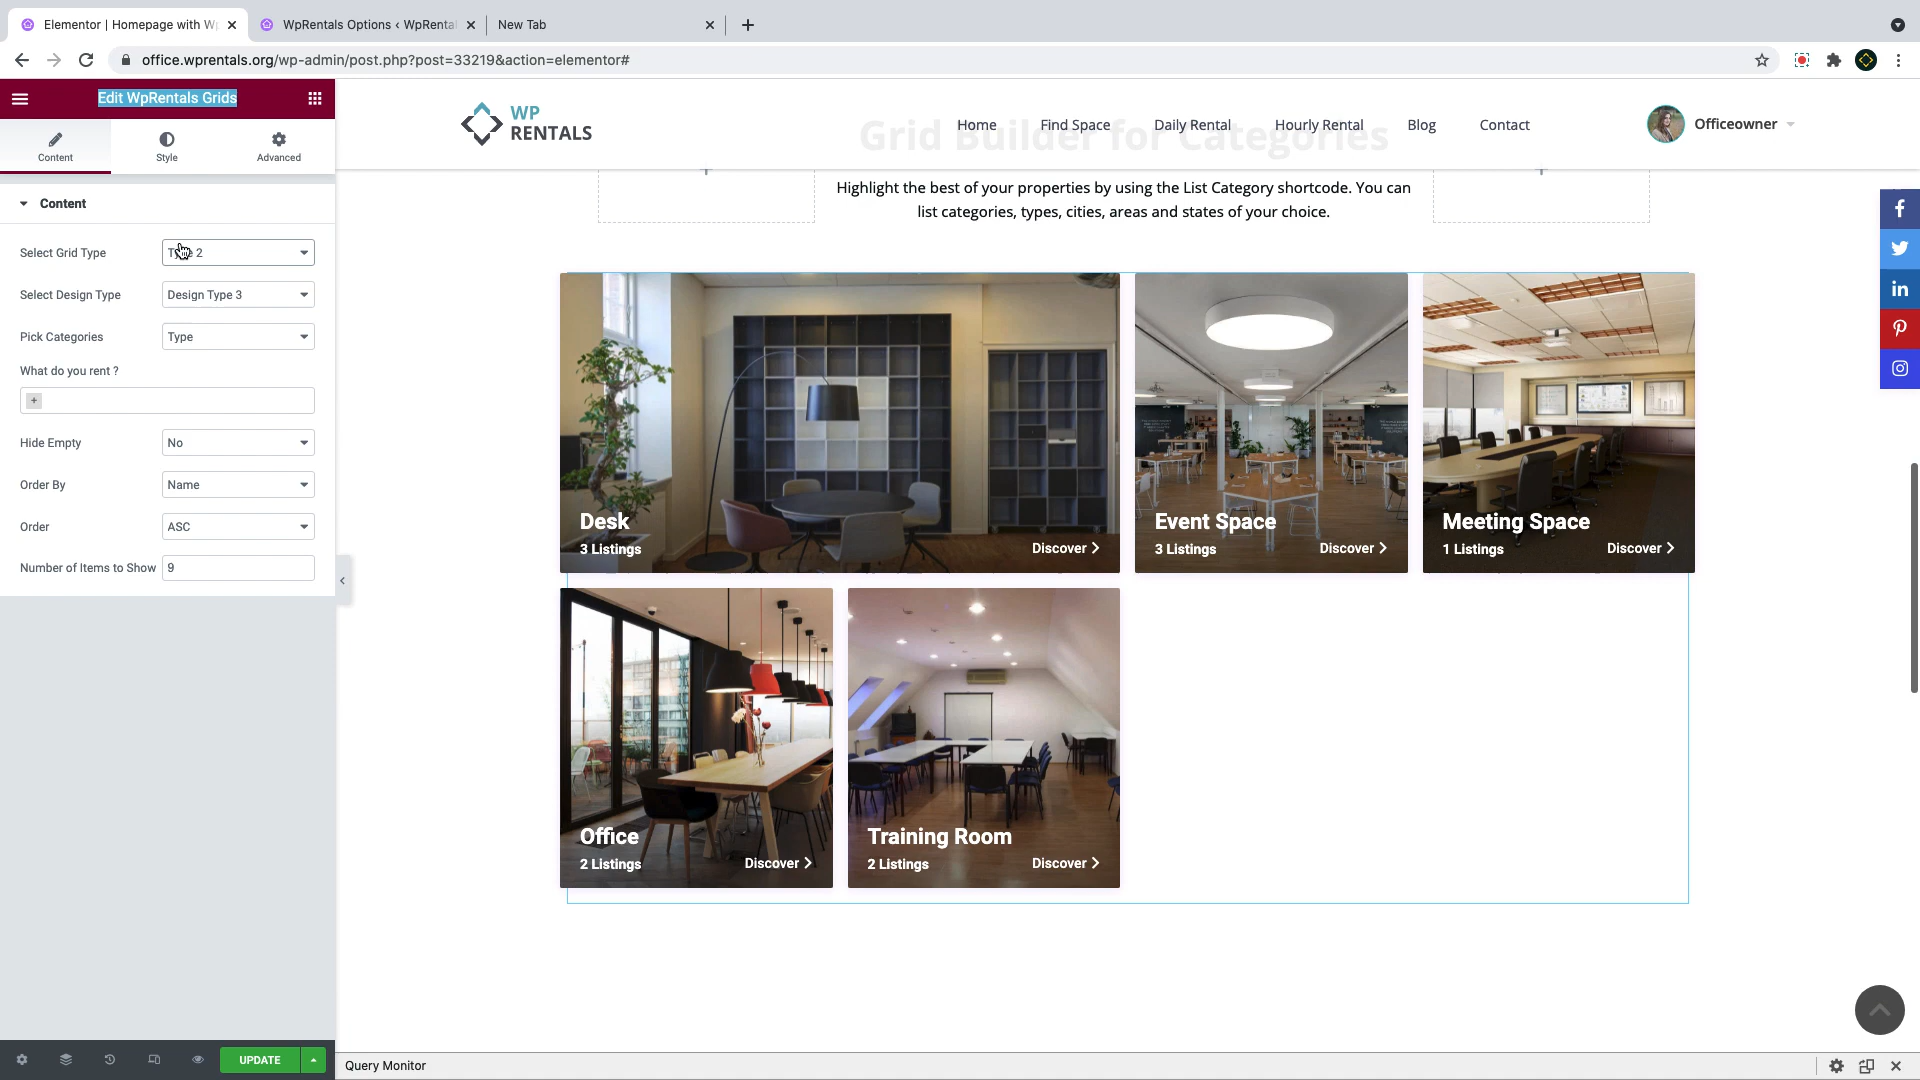 Elementor | Homepage with W
WpRentals Options ‹ WpRental
New Tab
office.wprentals.org/wp-admin/post.php?post=33219&action=elementor#
Edit WpRentals Grids
Content
Style
Advanced
Content
Select Grid Type
Type 2
Select Design Type
Design Type 3
Pick Categories
Type
What do you rent ?
+
Hide Empty
No
Order By
Name
Order
ASC
Number of Items to Show
9
UPDATE
WP
RENTALS
Home
Find Space
Daily Rental
Hourly Rental
Blog
Contact
Officeowner
Grid Builder for Categories
Highlight the best of your properties by using the List Category shortcode. You can
list categories, types, cities, areas and states of your choice.
Desk
3 Listings
Discover
Event Space
3 Listings
Discover
Meeting Space
1 Listings
Discover
Office
2 Listings
Discover
Training Room
2 Listings
Discover
Query Monitor